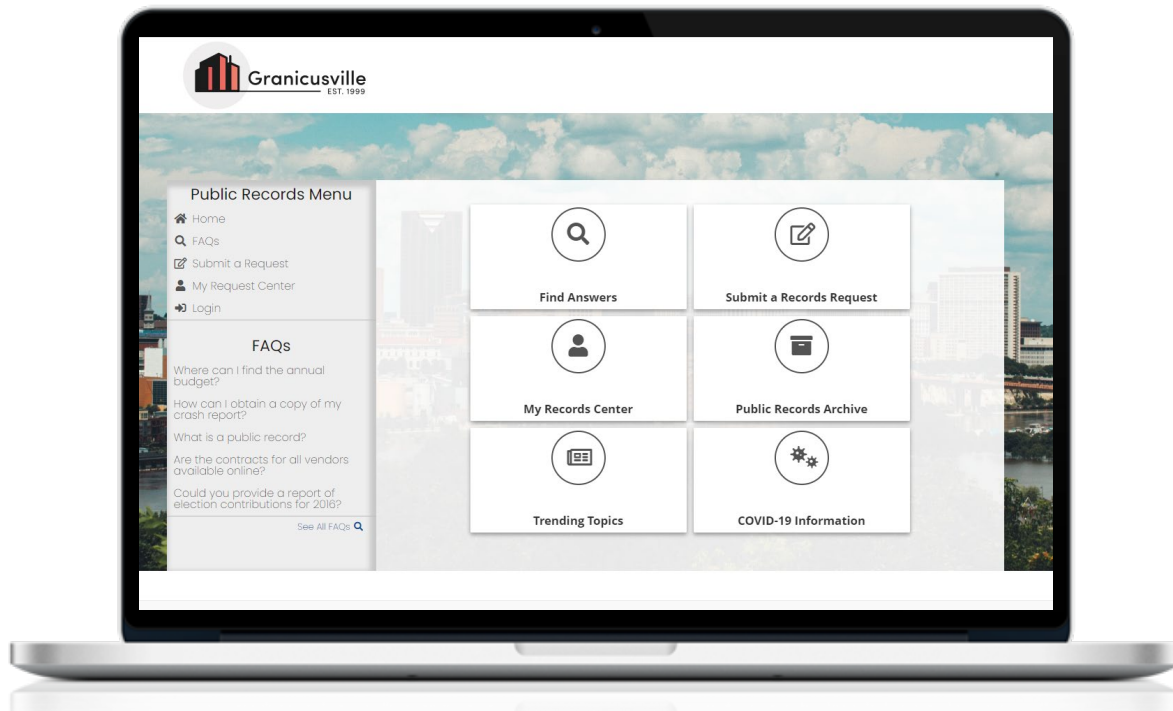 Granicusville
EST. 1999
Public Records Menu
Home
FAQs
Submit a Request
My Request Center
Login
FAQs
Where can I find the annual
budget?
How can I obtain a copy of my
crash report?
What is a public record?
Are the contracts for all vendors
available online?
Could you provide a report of
election contributions for 2016?
See All FAQs
Find Answers
Submit a Records Request
My Records Center
Public Records Archive
Trending Topics
COVID-19 Information